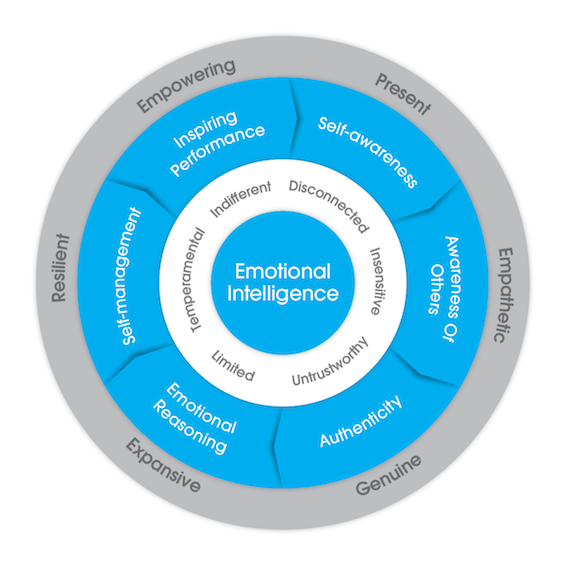 Empowering
Present
Empathetic
Genuine
Expansive
Resilient
Inspiring
Performance
Self-awareness
Awareness Of
Others
Authenticity
Emotional
Reasoning
Self-management
Indifferent
Disconnected
Insensitive
Untrustworthy
Limited
Temperamental
Emotional
Intelligence